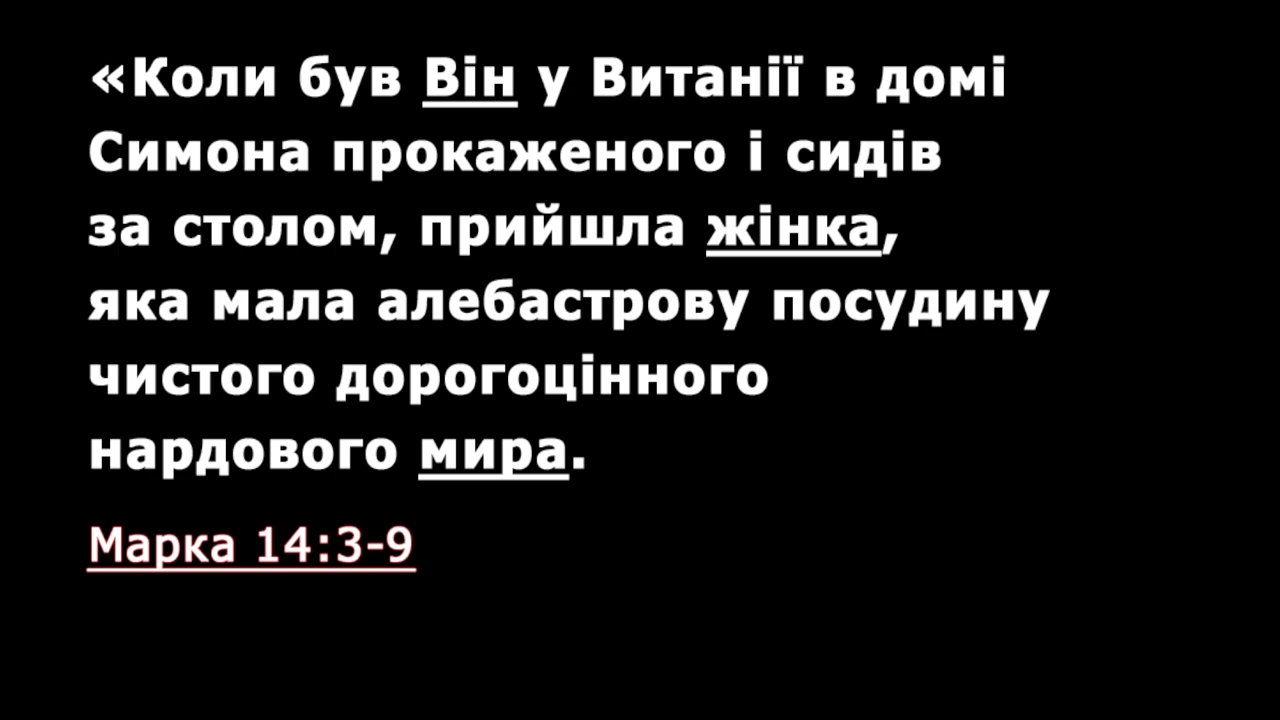 «Коли був Він у Витанії в домі
Симона прокаженого і сидів
за столом, прийшла жінка,
яка мала алебастрову посудину
чистого дорогоцінного
нардового мира.
Марка 14:3-9